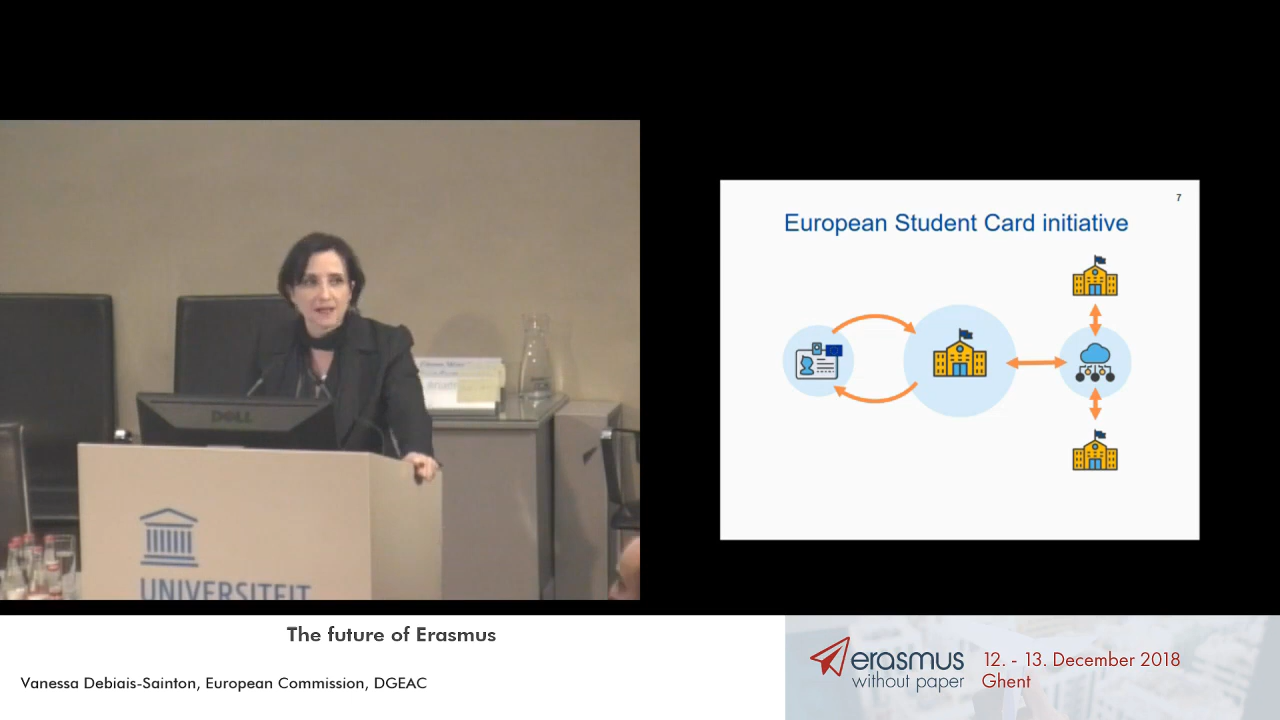 7
European Student Card initiative
DELL
UNIVERSITEIT
The future of Erasmus
Vanessa Debiais-Sainton, European Commission, DGEAC
erasmus
without paper
12. - 13. December 2018
Ghent